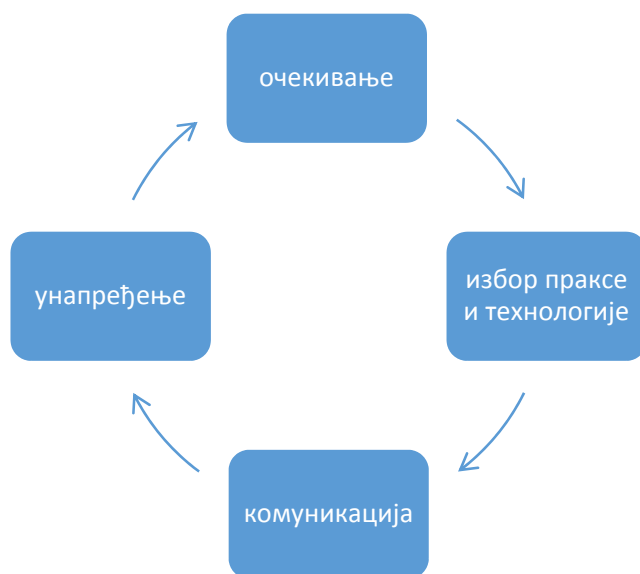 очекивање
избор праксе
и технологије
комуникација
унапређење